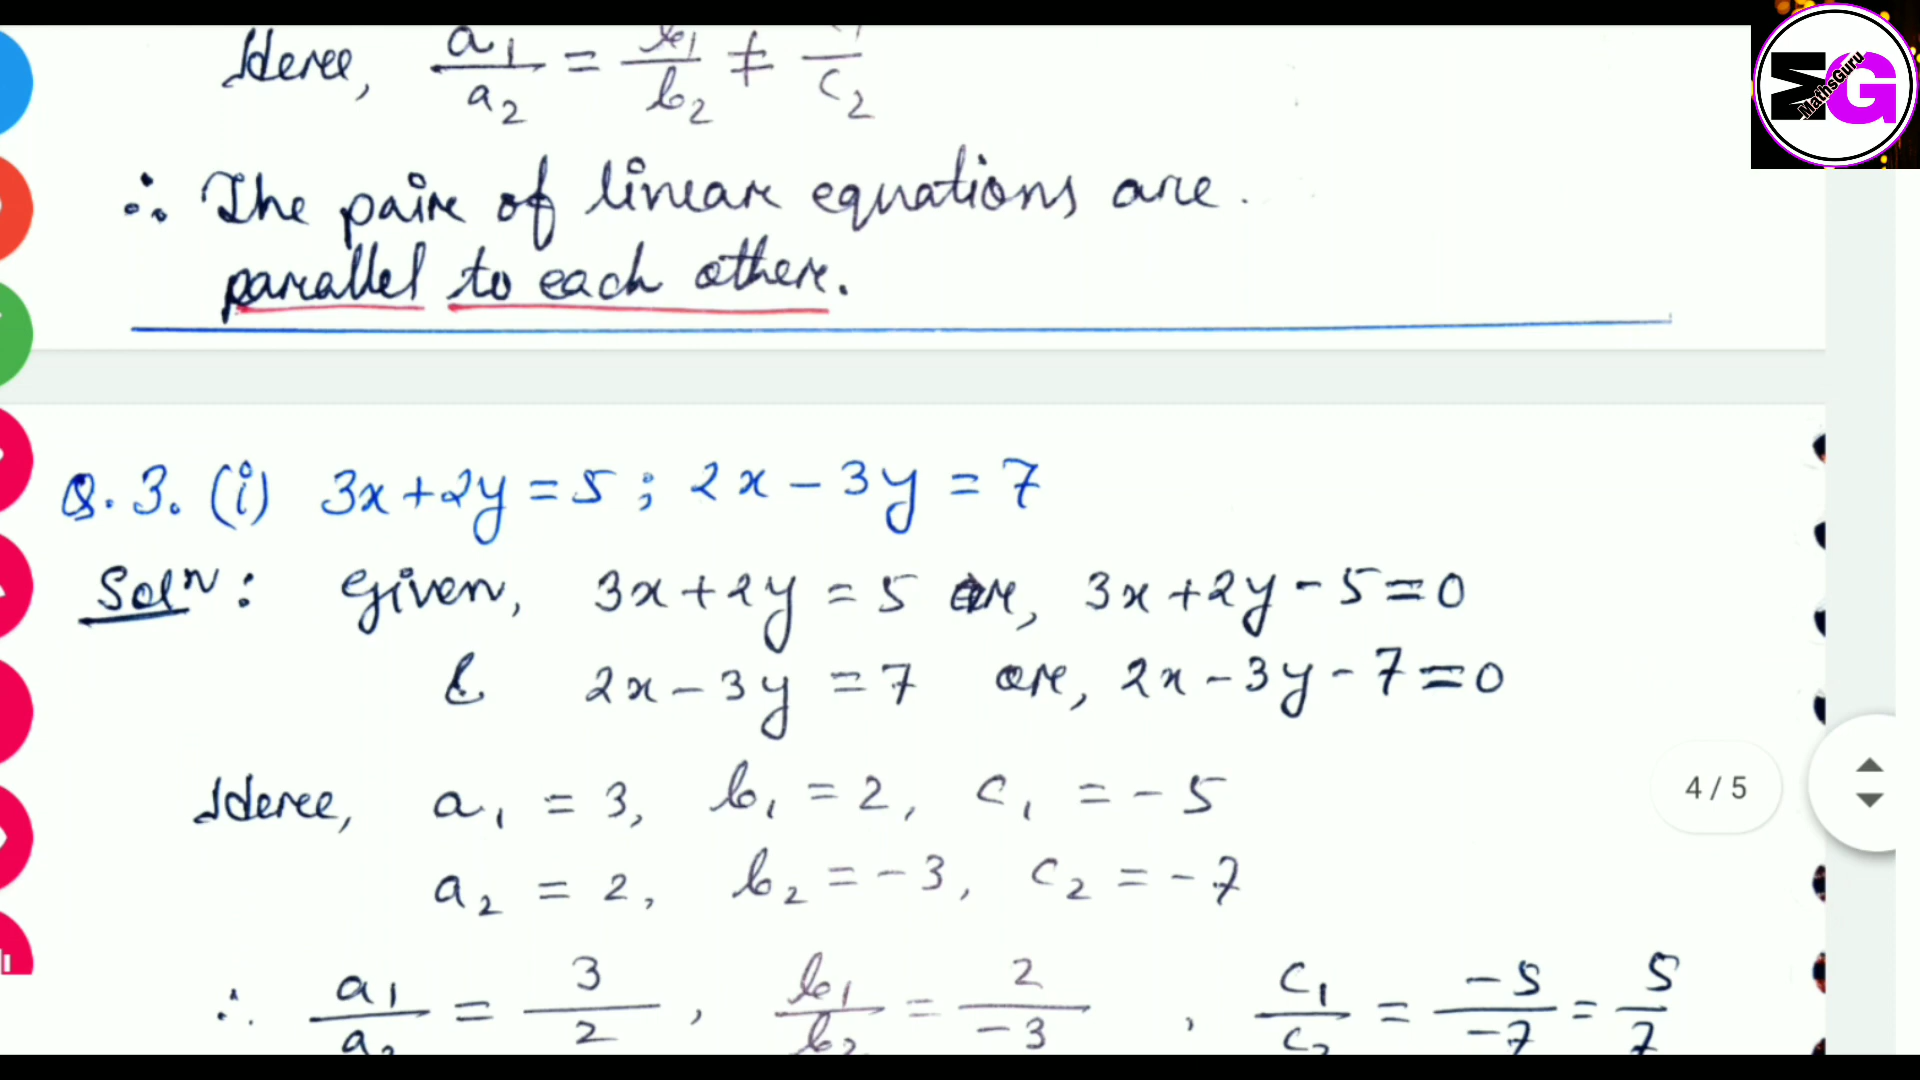 Here, a₁/a₂ = b₁/b₂ ≠ /c₂
∴ The pair of linear equations are.
parallel to each other.
Q.3. (i) 3x+2y=5; 2x-3y=7
Solⁿ: Given, 3x+2y=5 or, 3x+2y-5=0
& 2x-3y=7 or, 2x-3y-7=0
Here, a₁ = 3, b₁ = 2, c₁ = -5
a₂ = 2, b₂ = -3, c₂ = -7
∴ a₁/a₂ = 3/2, b₁/b₂ = 2/-3, c₁/c₂ = -5/-7 = 5/7
4 / 5
MG
MathsGuru